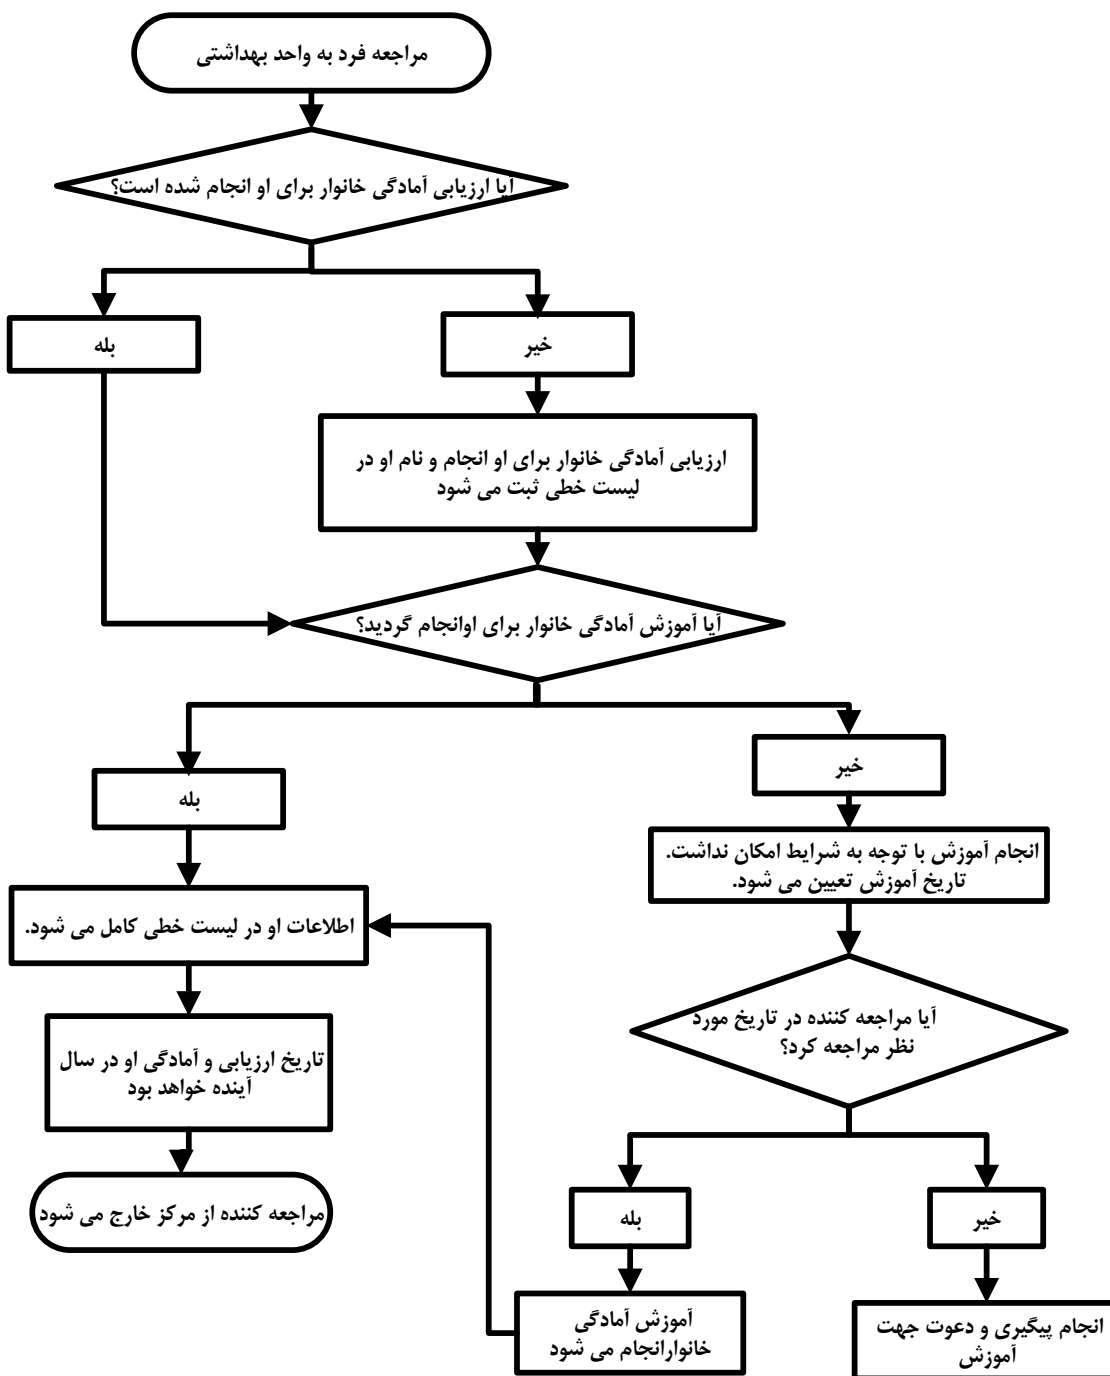 مراجعه فرد به واحد بهداشتی
آیا ارزیابی آمادگی خانوار برای او انجام شده است؟
بله
خیر
ارزیابی آمادگی خانوار برای او انجام و نام او در
لیست خطی ثبت می شود
آیا آموزش آمادگی خانوار برای اوانجام گردید؟
خیر
بله
انجام آموزش با توجه به شرایط امکان نداشت.
تاریخ آموزش تعیین می شود.
اطلاعات او در لیست خطی کامل می شود.
آیا مراجعه کننده در تاریخ مورد
نظر مراجعه کرد؟
تاریخ ارزیابی و آمادگی او در سال
آینده خواهد بود
مراجعه کننده از مرکز خارج می شود
خیر
بله
انجام پیگیری و دعوت جهت
آموزش
آموزش آمادگی
خانوارانجام می شود